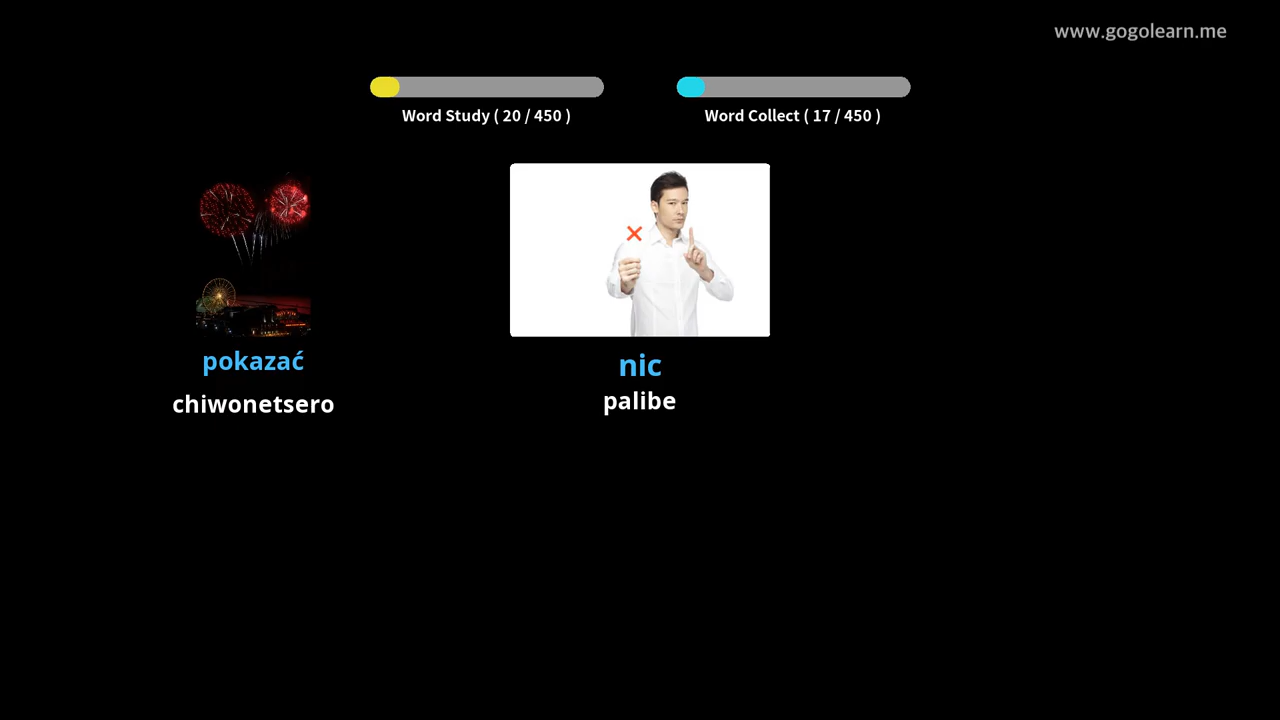 www.gogolearn.me
Word Study ( 20 / 450 )
Word Collect ( 17 / 450 )
pokazać
chiwonetsero
nic
palibe